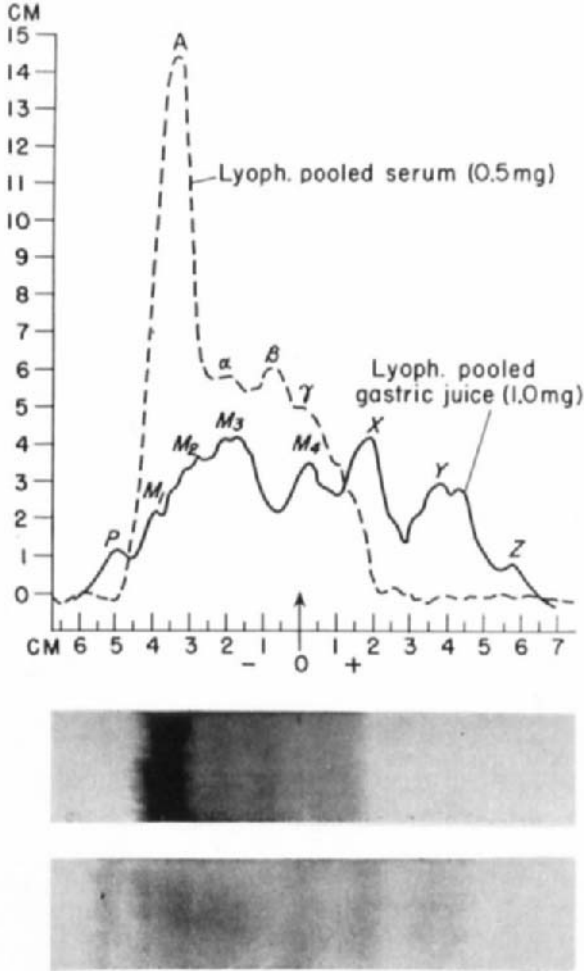 CM
15
14
13
12
11
10
9
8
7
6
5
4
3
2
1
0
A
Lyoph. pooled serum (0.5mg)
α
β
γ
Lyoph. pooled
gastric juice (1.0mg)
P
M₁
M₂
M₃
M₄
X
Y
Z
CM 6 5 4 3 2 1 0 1 2 3 4 5 6 7
− +